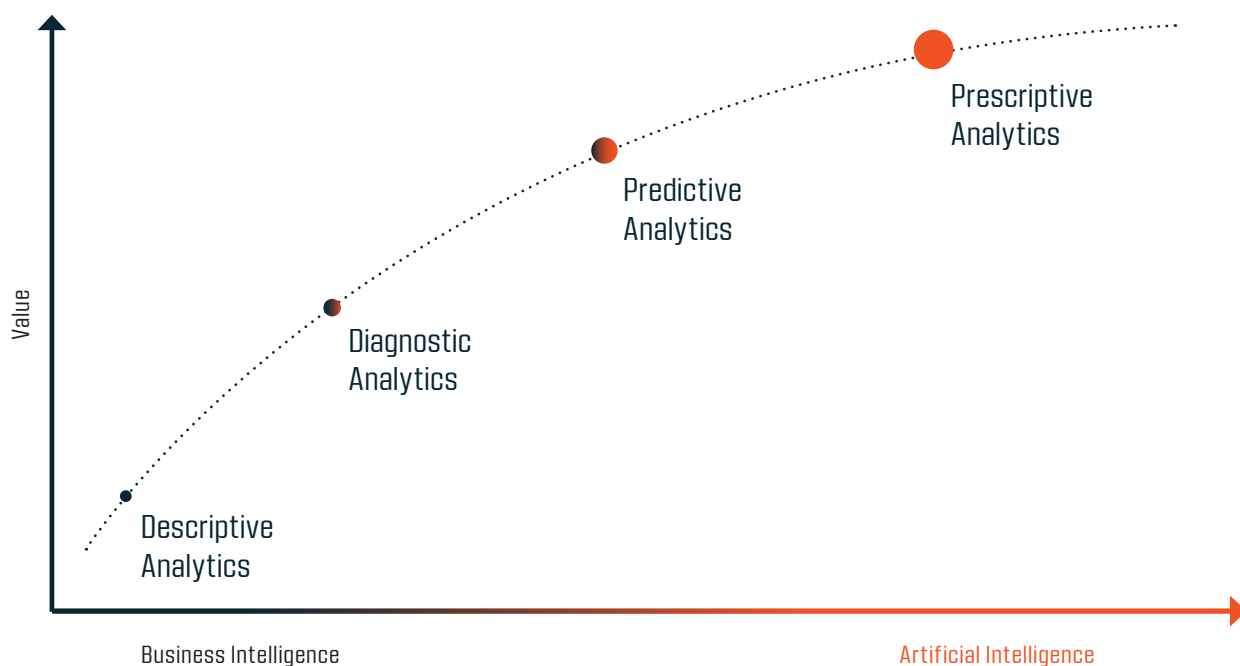 Prescriptive
Analytics
Predictive
Analytics
Value
Diagnostic
Analytics
Descriptive
Analytics
Business Intelligence
Artificial Intelligence